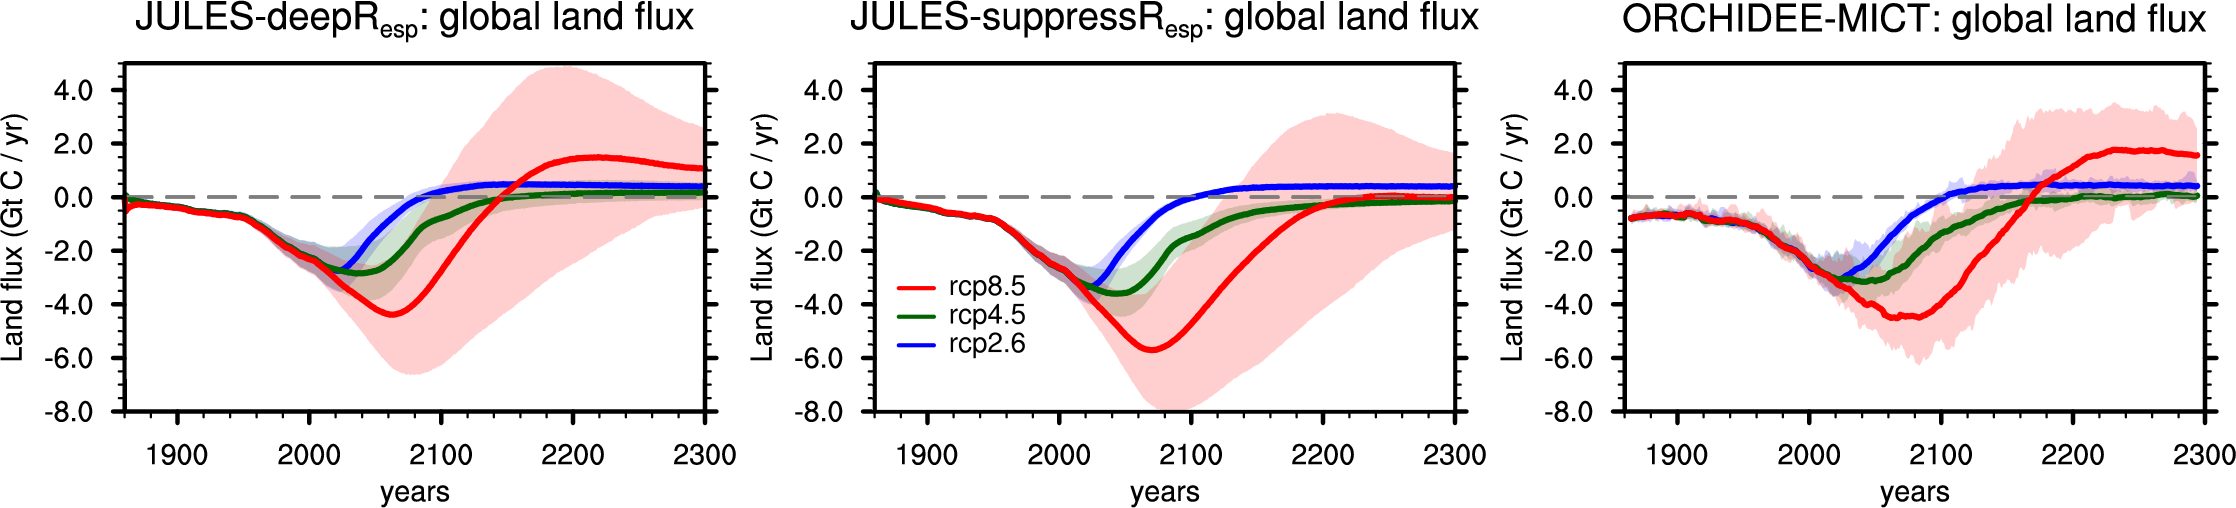 JULES-deepResp: global land flux
Land flux (Gt C / yr)
4.0
2.0
0.0
-2.0
-4.0
-6.0
-8.0
1900 2000 2100 2200 2300
years
JULES-suppressResp: global land flux
Land flux (Gt C / yr)
4.0
2.0
0.0
-2.0
-4.0
-6.0
-8.0
rcp8.5
rcp4.5
rcp2.6
1900 2000 2100 2200 2300
years
ORCHIDEE-MICT: global land flux
Land flux (Gt C / yr)
4.0
2.0
0.0
-2.0
-4.0
-6.0
-8.0
1900 2000 2100 2200 2300
years